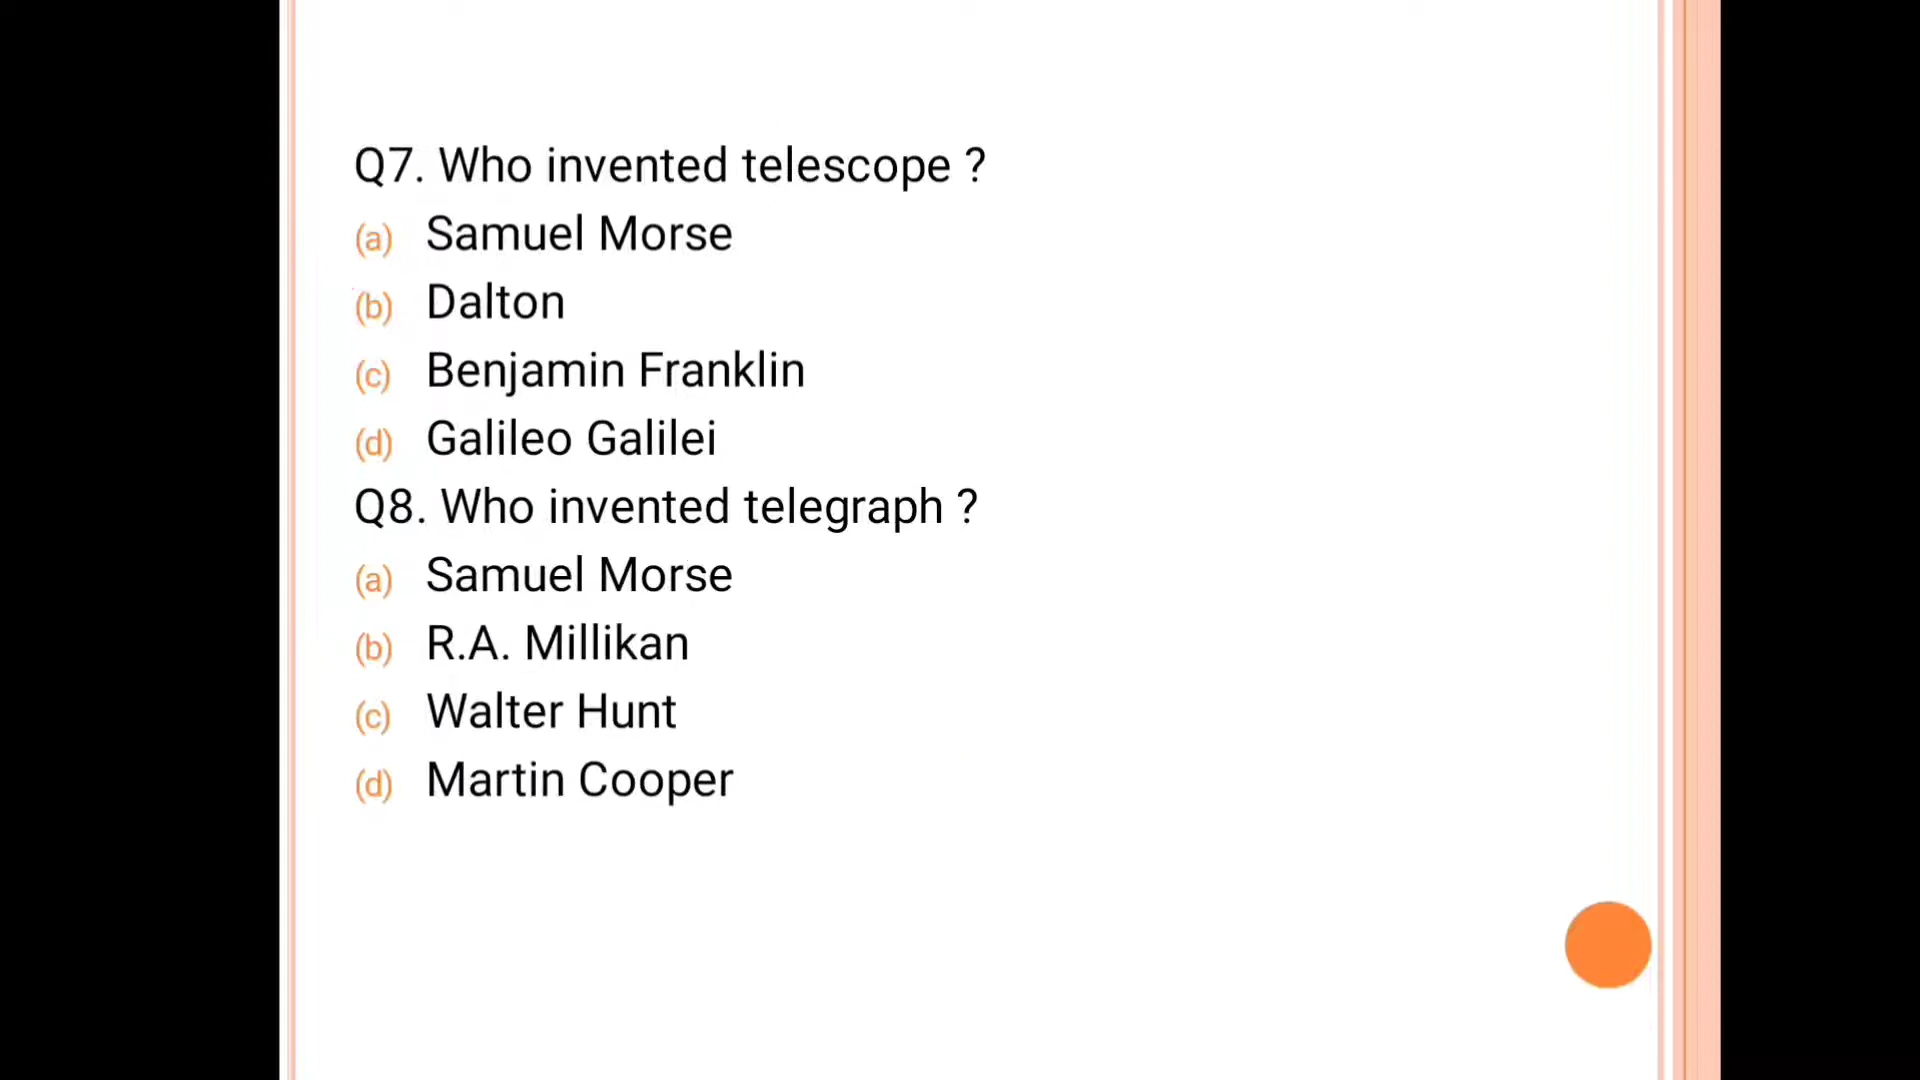 Q7. Who invented telescope ?
(a) Samuel Morse
(b) Dalton
(c) Benjamin Franklin
(d) Galileo Galilei
Q8. Who invented telegraph ?
(a) Samuel Morse
(b) R.A. Millikan
(c) Walter Hunt
(d) Martin Cooper